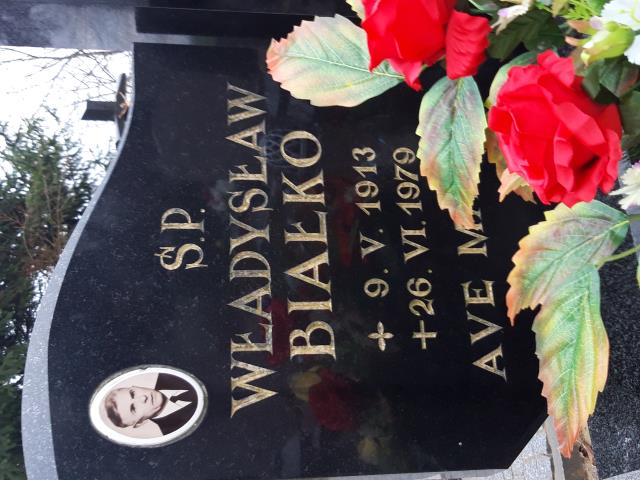 Ś.P.
WŁADYSŁAW
BIAŁKO
9. V. 1913
+ 26. VI. 1979
AVE